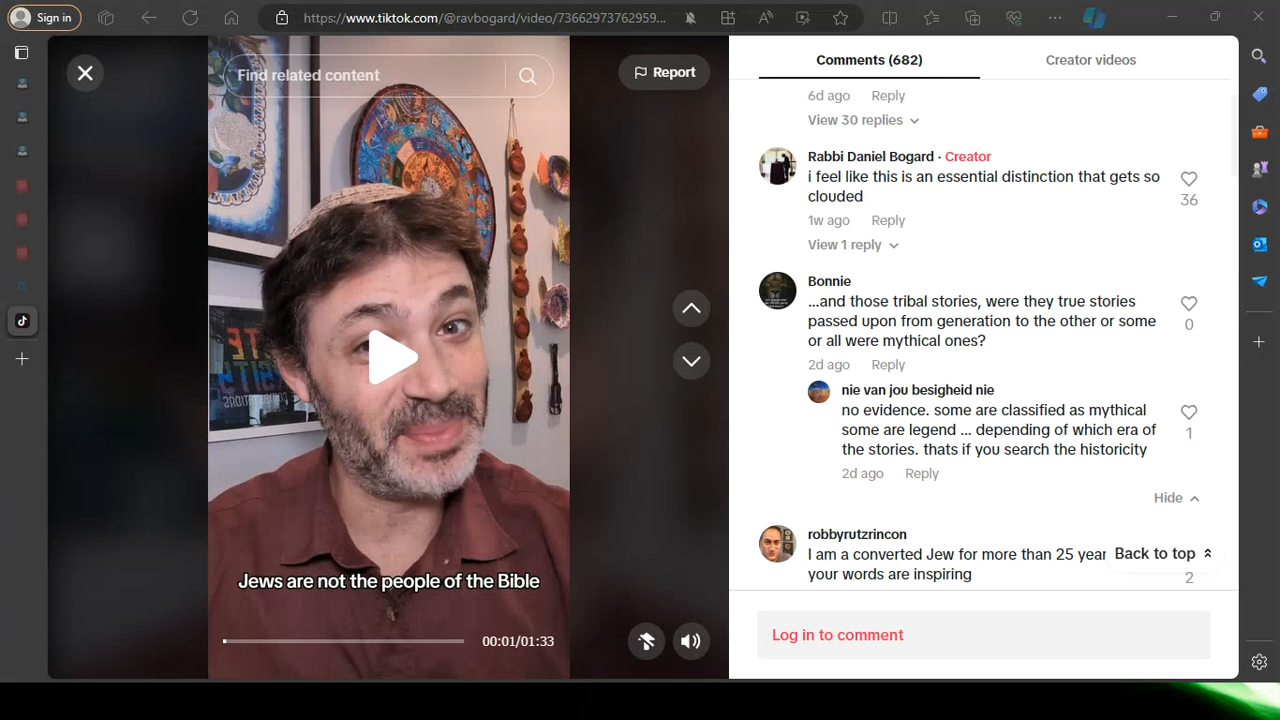 Sign in
https://www.tiktok.com/@ravbogard/video/73662973762959...
Find related content
Report
Jews are not the people of the Bible
00:01/01:33
Comments (682)
Creator videos
6d ago Reply
View 30 replies
Rabbi Daniel Bogard · Creator
i feel like this is an essential distinction that gets so
clouded
36
1w ago Reply
View 1 reply
Bonnie
...and those tribal stories, were they true stories
passed upon from generation to the other or some
or all were mythical ones?
0
2d ago Reply
nie van jou besigheid nie
no evidence. some are classified as mythical
some are legend ... depending of which era of
the stories. thats if you search the historicity
1
2d ago Reply
Hide
robbyrutzrincon
I am a converted Jew for more than 25 year
Back to top
your words are inspiring
2
Log in to comment